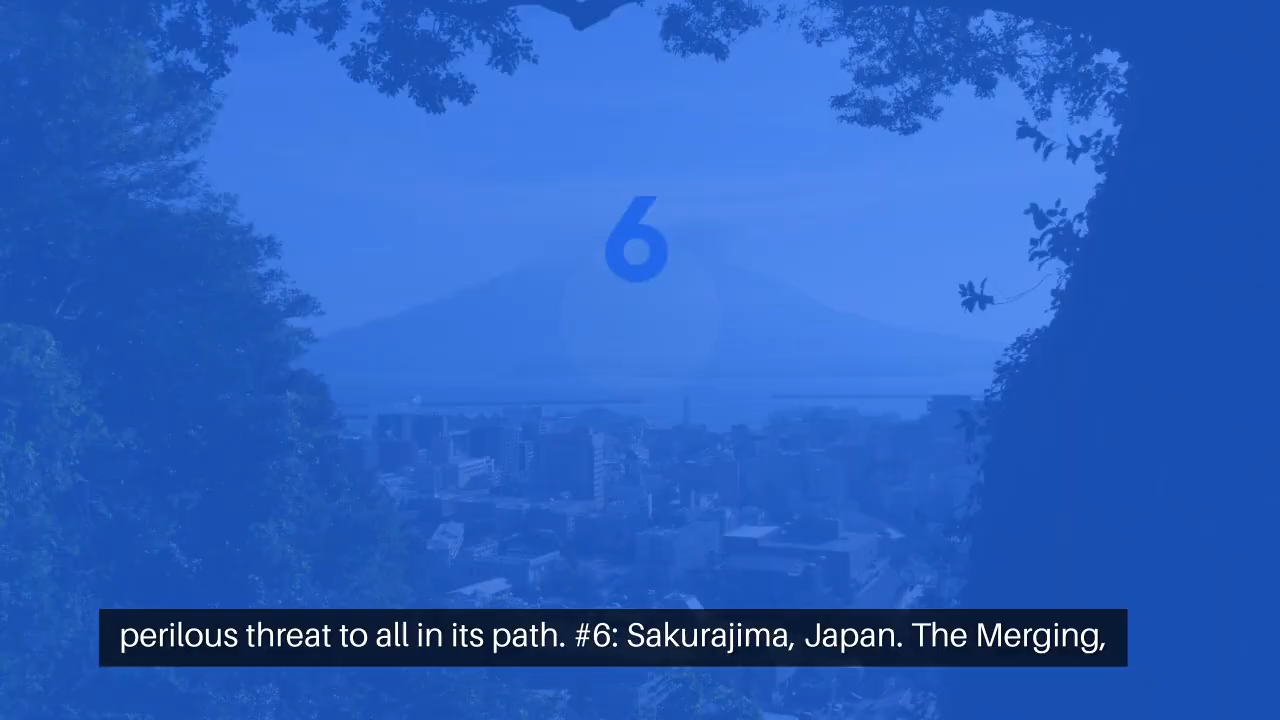 6
perilous threat to all in its path. #6: Sakurajima, Japan. The Merging,